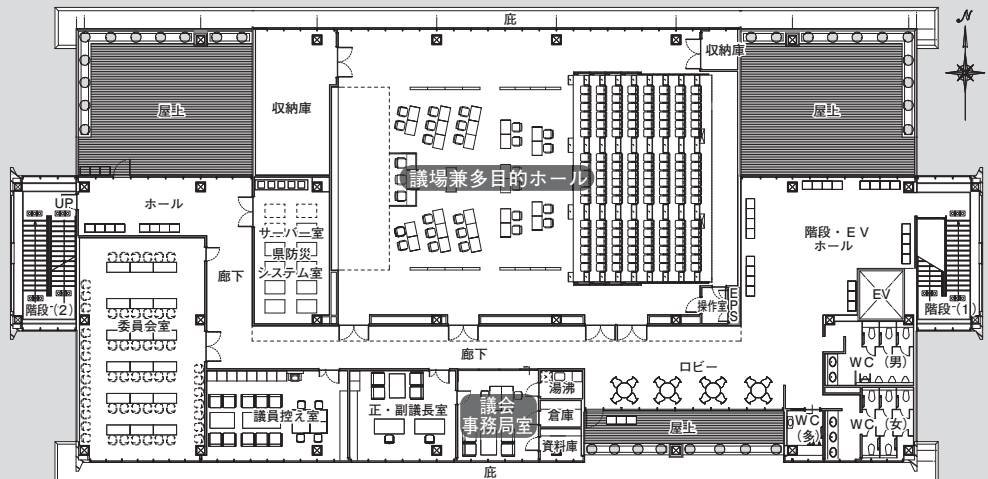 庇
N
収納庫
屋上
収納庫
屋上
議場兼多目的ホール
UP
ホール
サーバー室
県防災
システム室
階段・EV
ホール
廊下
EV
操作室
EPS
階段-(2)
階段-(1)
委員会室
廊下
ロビー
WC(男)
湯沸
議員控え室
正・副議長室
議会
事務局室
倉庫
屋上
WC
(多)
WC(女)
資料庫
庇